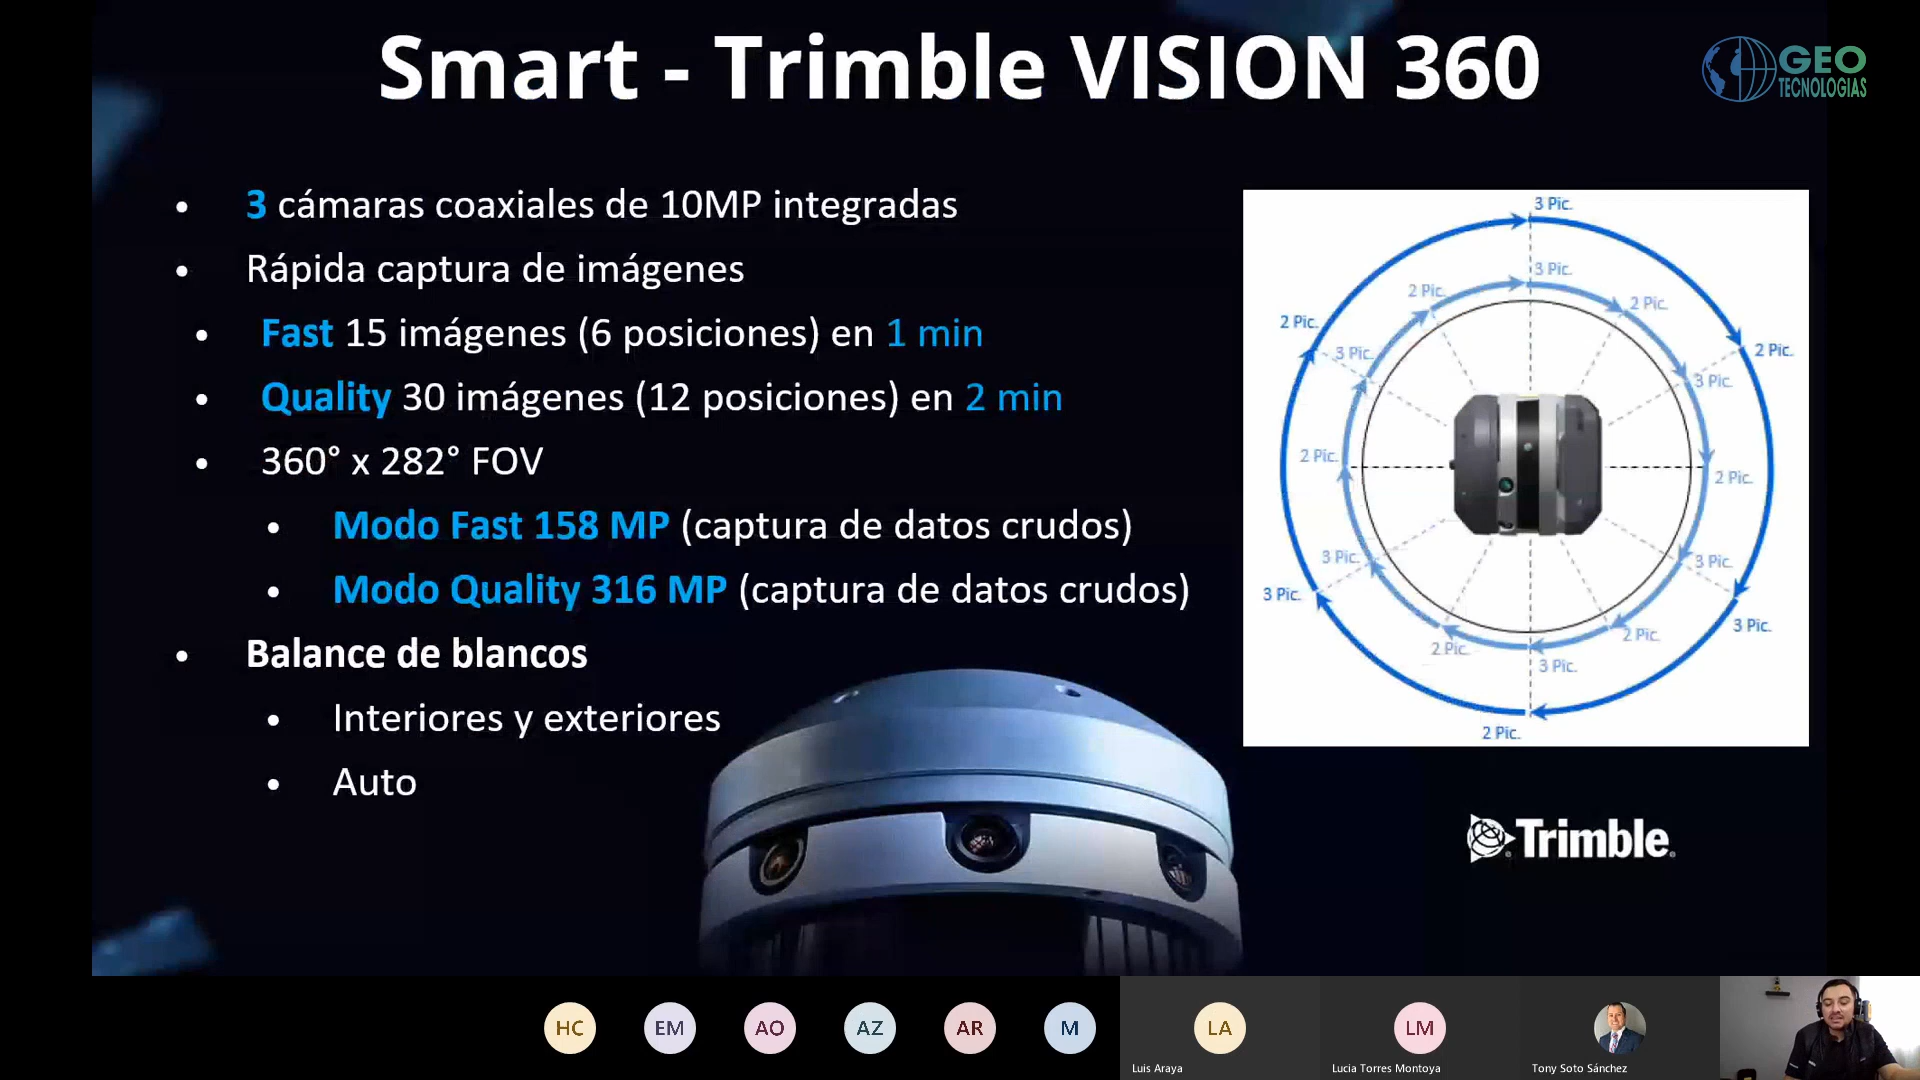 Smart - Trimble VISION 360
GEO
TECNOLOGIAS
• 3 cámaras coaxiales de 10MP integradas
• Rápida captura de imágenes
• Fast 15 imágenes (6 posiciones) en 1 min
• Quality 30 imágenes (12 posiciones) en 2 min
• 360° x 282° FOV
• Modo Fast 158 MP (captura de datos crudos)
• Modo Quality 316 MP (captura de datos crudos)
• Balance de blancos
• Interiores y exteriores
• Auto
3 Pic.
3 Pic.
2 Pic.
2 Pic.
2 Pic.
2 Pic.
3 Pic.
3 Pic.
2 Pic.
2 Pic.
3 Pic.
3 Pic.
3 Pic.
3 Pic.
2 Pic.
2 Pic.
3 Pic.
2 Pic.
Trimble
HC
EM
AO
AZ
AR
M
LA
LM
Luis Araya
Lucia Torres Montoya
Tony Soto Sánchez